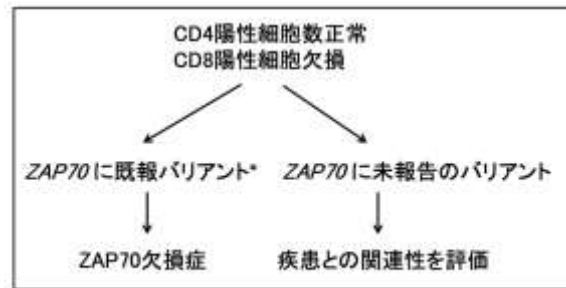 CD4陽性細胞数正常
CD8陽性細胞欠損
ZAP70に既報バリアント*
ZAP70に未報告のバリアント
ZAP70欠損症
疾患との関連性を評価